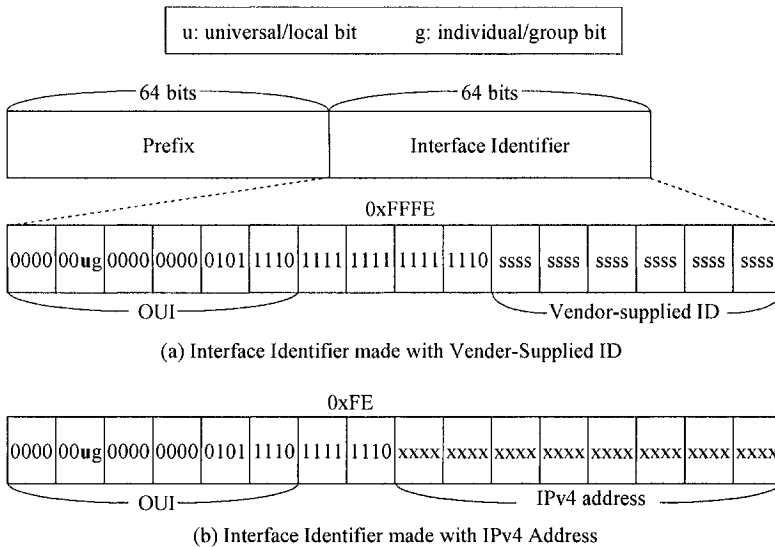 u: universal/local bit g: individual/group bit
64 bits 64 bits
Prefix Interface Identifier
0xFFFE
0000 00ug 0000 0000 0101 1110 1111 1111 1111 1110 ssss ssss ssss ssss ssss ssss
OUI Vendor-supplied ID
(a) Interface Identifier made with Vender-Supplied ID
0xFE
0000 00ug 0000 0000 0101 1110 1111 1110 xxxx xxxx xxxx xxxx xxxx xxxx xxxx xxxx
OUI IPv4 address
(b) Interface Identifier made with IPv4 Address